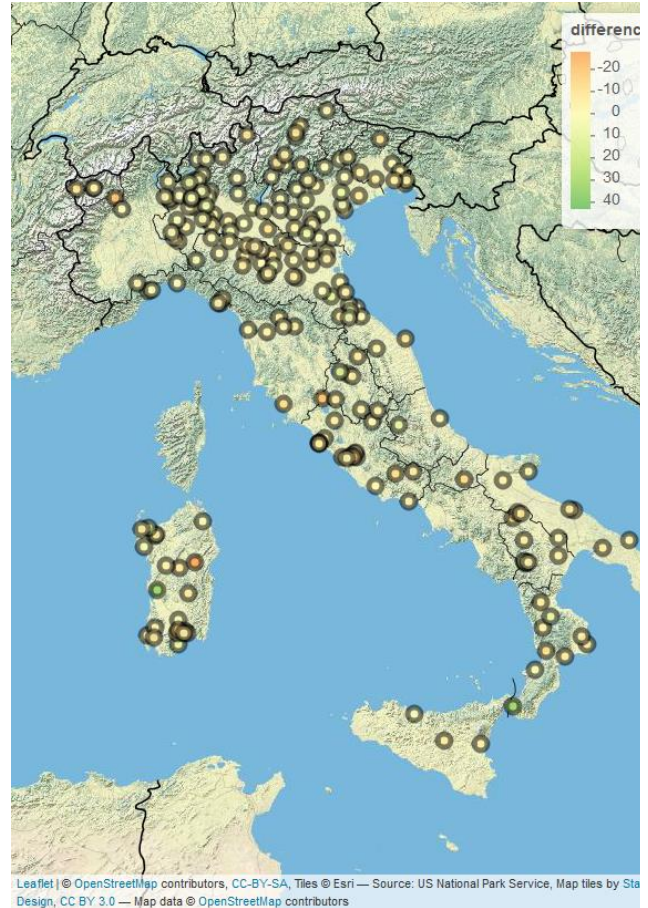 differenc
-20
-10
0
10
20
30
40
Leaflet | © OpenStreetMap contributors, CC-BY-SA, Tiles © Esri — Source: US National Park Service, Map tiles by Sta
Design, CC BY 3.0 — Map data © OpenStreetMap contributors